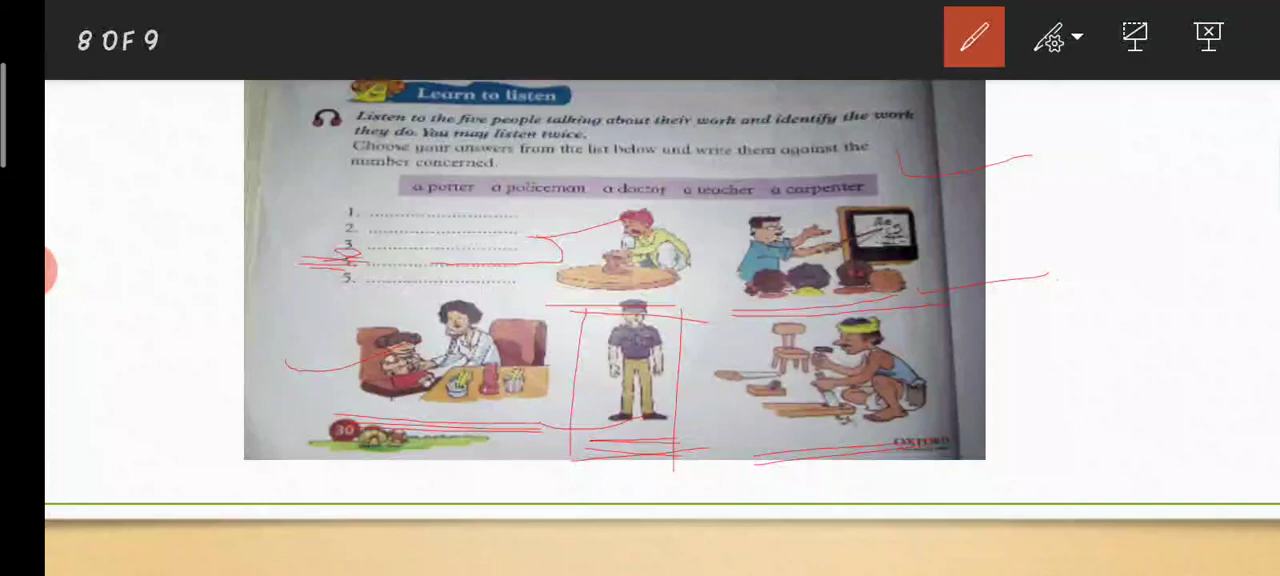 8 OF 9
Learn to listen
Listen to the five people talking about their work and identify the work
they do. You may listen twice.
Choose your answers from the list below and write them against the
number concerned.
a potter a policeman a doctor a teacher a carpenter
1. ....................................
2. ....................................
3. ....................................
4. ....................................
5. ....................................
30
OXFORD